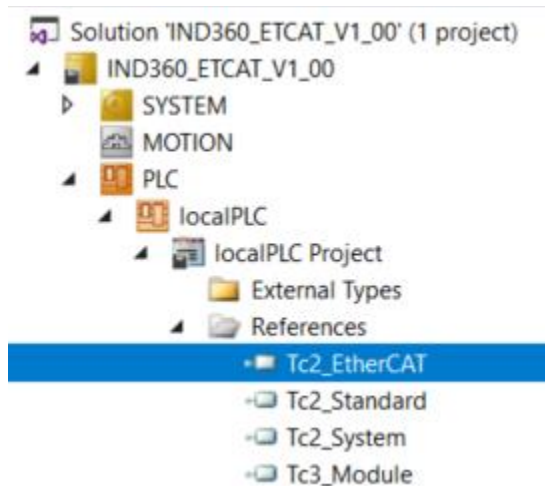 Solution 'IND360_ETCAT_V1_00' (1 project)
IND360_ETCAT_V1_00
SYSTEM
MOTION
PLC
localPLC
localPLC Project
External Types
References
Tc2_EtherCAT
Tc2_Standard
Tc2_System
Tc3_Module